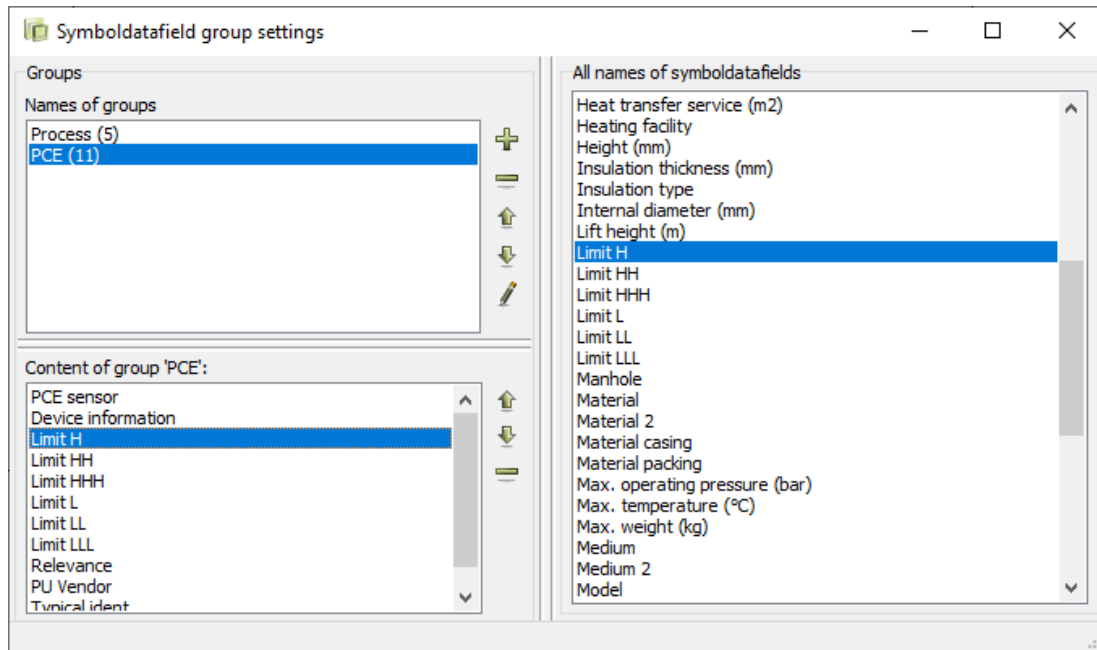 Symboldatafield group settings
Groups
Names of groups
Process (5)
PCE (11)
Content of group 'PCE':
PCE sensor
Device information
Limit H
Limit HH
Limit HHH
Limit L
Limit LL
Limit LLL
Relevance
PU Vendor
Typical ident
All names of symboldatafields
Heat transfer service (m2)
Heating facility
Height (mm)
Insulation thickness (mm)
Insulation type
Internal diameter (mm)
Lift height (m)
Limit H
Limit HH
Limit HHH
Limit L
Limit LL
Limit LLL
Manhole
Material
Material 2
Material casing
Material packing
Max. operating pressure (bar)
Max. temperature (°C)
Max. weight (kg)
Medium
Medium 2
Model